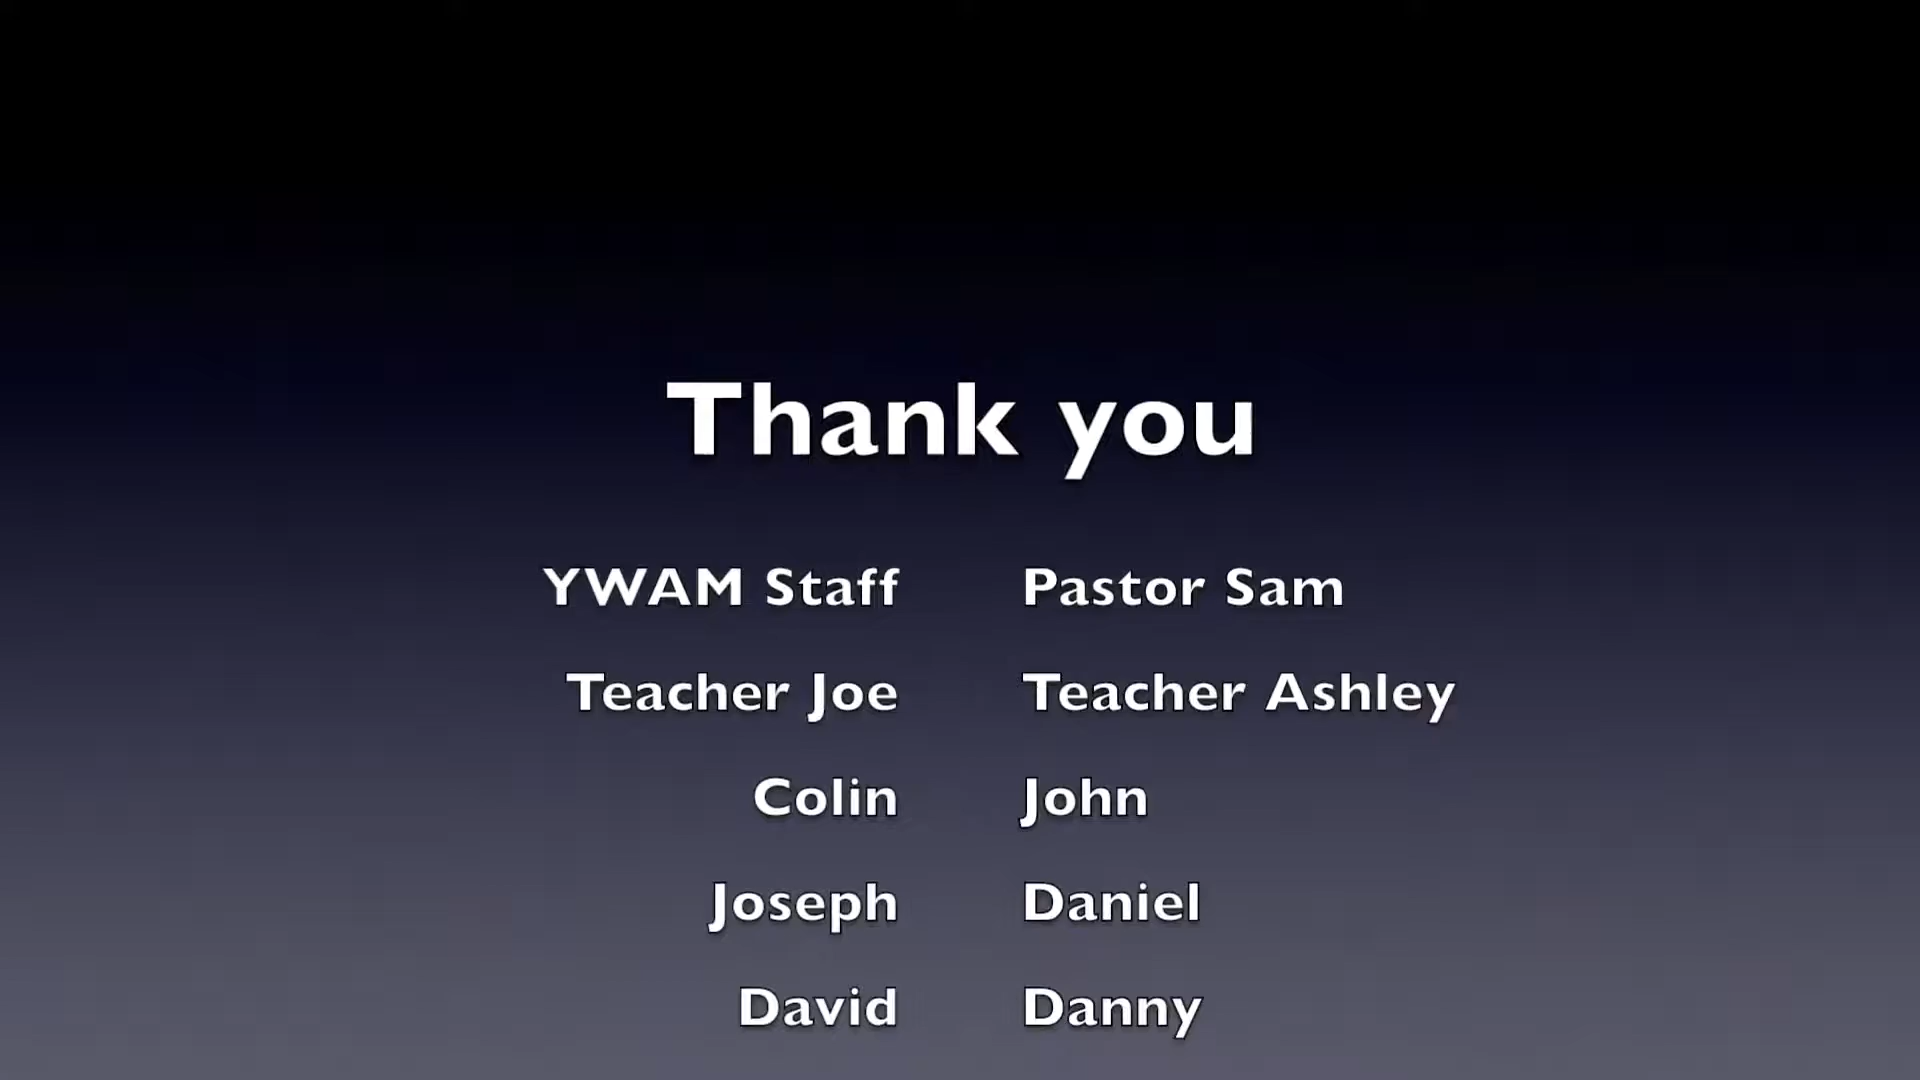 Thank you
YWAM Staff Pastor Sam
Teacher Joe Teacher Ashley
Colin John
Joseph Daniel
David Danny